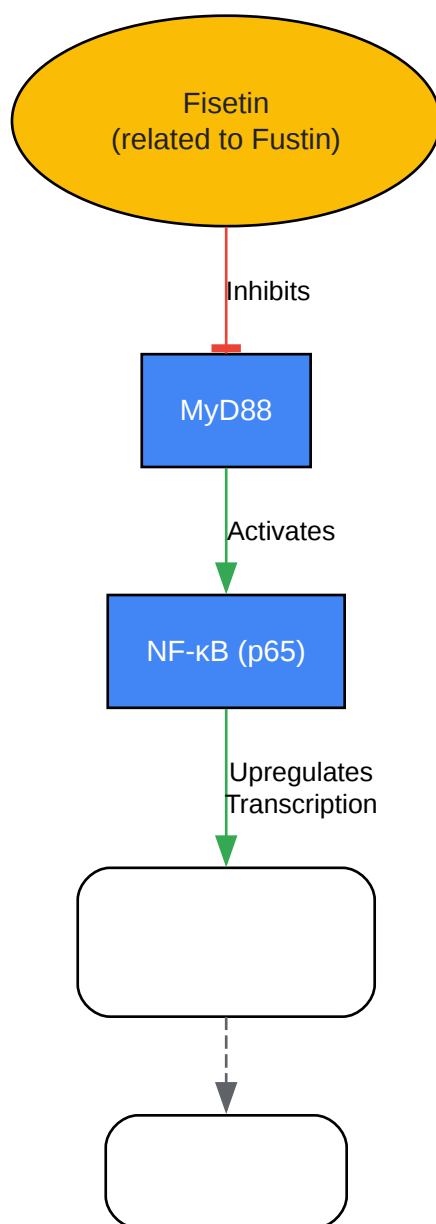 Fisetin
(related to Fustin)
Inhibits
MyD88
Activates
NF-κB (p65)
Upregulates
Transcription